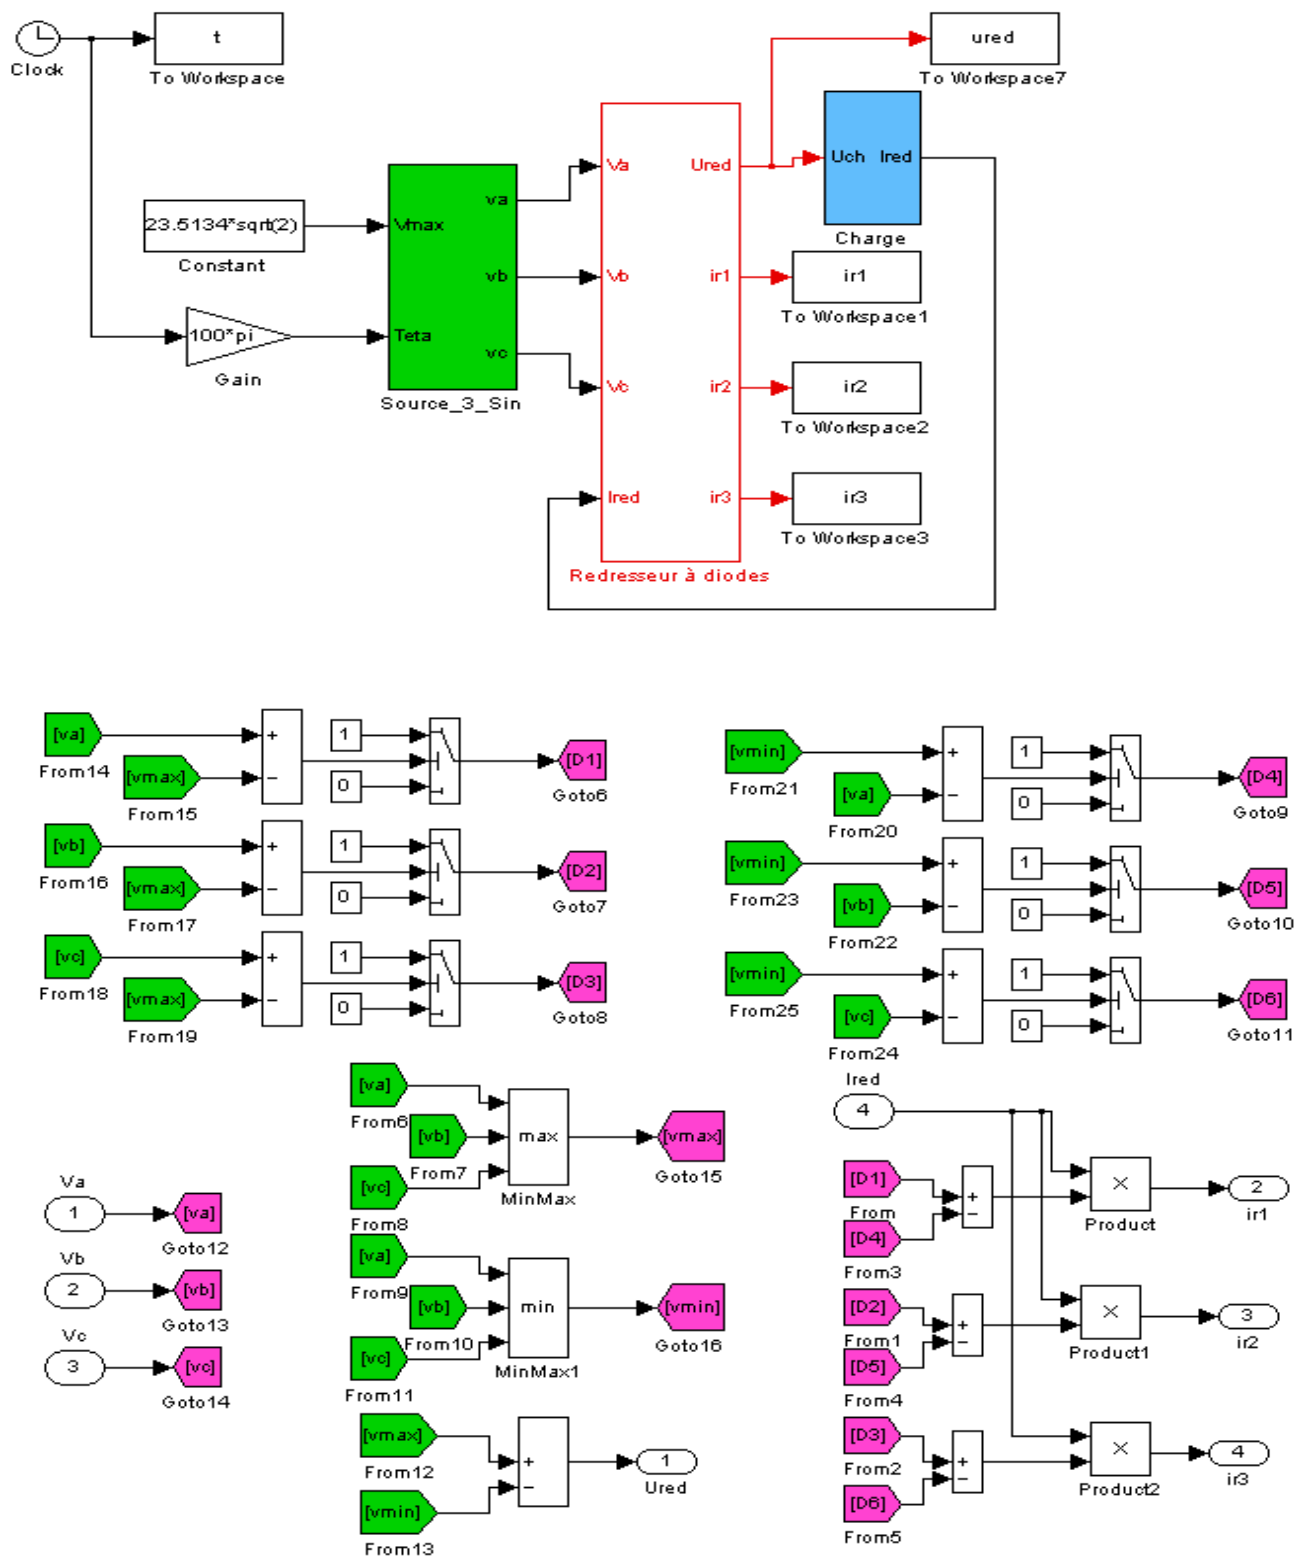 t
Clock
To Workspace
ured
To Workspace7
Va
Ured
Uch Ired
Charge
va
23.5134*sqrt(2)
Vmax
Constant
vb
Vb
ir1
ir1
To Workspace1
100*pi
Teta
Gain
vc
Source_3_Sin
Vc
ir2
ir2
To Workspace2
Ired
ir3
ir3
To Workspace3
Redresseur à diodes
[va]
From14
[vmax]
From15
+
−
1
0
[D1]
Goto6
[vb]
From16
[vmax]
From17
+
−
1
0
[D2]
Goto7
[vc]
From18
[vmax]
From19
+
−
1
0
[D3]
Goto8
[vmin]
From21
[va]
From20
+
−
1
0
[D4]
Goto9
[vmin]
From23
[vb]
From22
+
−
1
0
[D5]
Goto10
[vmin]
From25
[vc]
From24
+
−
1
0
[D6]
Goto11
[va]
From6
[vb]
From7
[vc]
From8
max
MinMax
[vmax]
Goto15
Va
1
[va]
Goto12
Vb
2
[vb]
Goto13
Vc
3
[vc]
Goto14
[va]
From9
[vb]
From10
[vc]
From11
min
MinMax1
[vmin]
Goto16
[vmax]
From12
[vmin]
From13
+
−
1
Ured
Ired
4
[D1]
From
[D4]
From3
+
−
×
Product
2
ir1
[D2]
From1
[D5]
From4
+
−
×
Product1
3
ir2
[D3]
From2
[D6]
From5
+
−
×
Product2
4
ir3